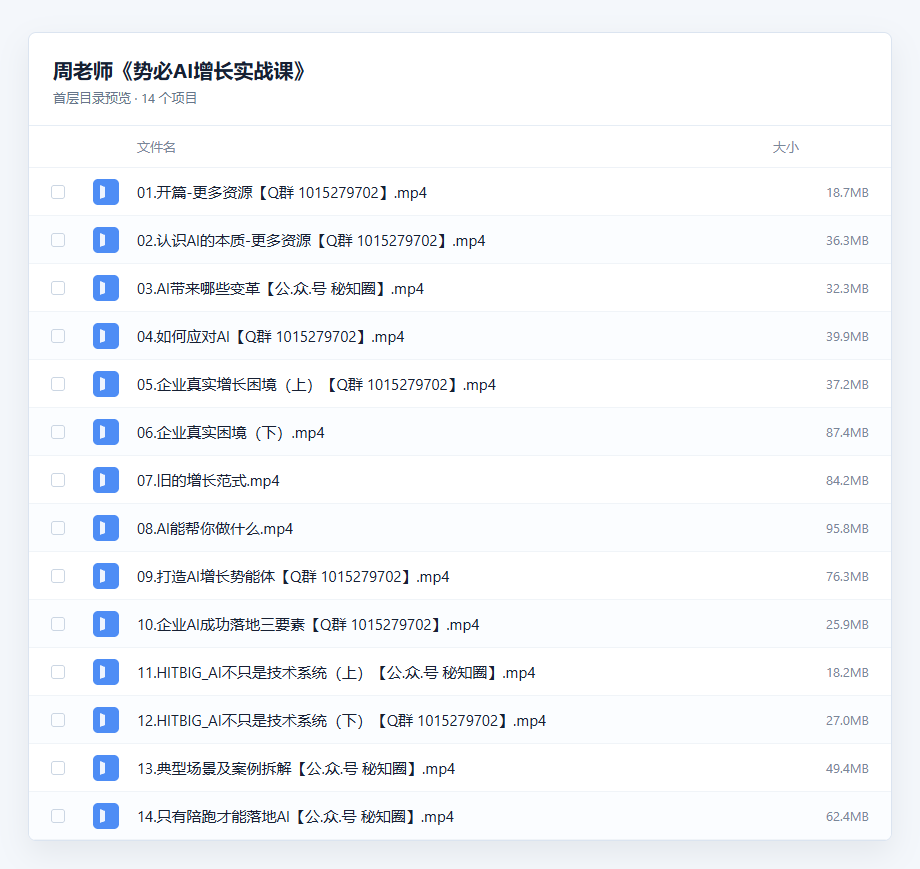 周老师《势必AI增长实战课》
首层目录预览 · 14 个项目
文件名 大小
01.开篇-更多资源【Q群 1015279702】.mp4 18.7MB
02.认识AI的本质-更多资源【Q群 1015279702】.mp4 36.3MB
03.AI带来哪些变革【公.众.号 秘知圈】.mp4 32.3MB
04.如何应对AI【Q群 1015279702】.mp4 39.9MB
05.企业真实增长困境（上）【Q群 1015279702】.mp4 37.2MB
06.企业真实困境（下）.mp4 87.4MB
07.旧的增长范式.mp4 84.2MB
08.AI能帮你做什么.mp4 95.8MB
09.打造AI增长势能体【Q群 1015279702】.mp4 76.3MB
10.企业AI成功落地三要素【Q群 1015279702】.mp4 25.9MB
11.HITBIG_AI不只是技术系统（上）【公.众.号 秘知圈】.mp4 18.2MB
12.HITBIG_AI不只是技术系统（下）【Q群 1015279702】.mp4 27.0MB
13.典型场景及案例拆解【公.众.号 秘知圈】.mp4 49.4MB
14.只有陪跑才能落地AI【公.众.号 秘知圈】.mp4 62.4MB